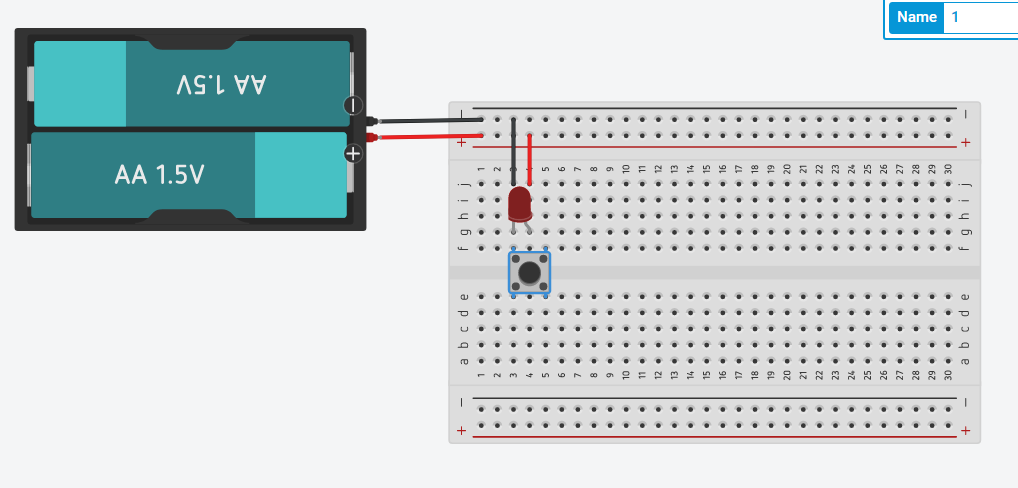 Name 1
AA 1.5V
AA 1.5V
− +
− −
+ +
1 2 3 4 5 6 7 8 9 10 11 12 13 14 15 16 17 18 19 20 21 22 23 24 25 26 27 28 29 30
j j
i i
h h
g g
f f
e e
d d
c c
b b
a a
1 2 3 4 5 6 7 8 9 10 11 12 13 14 15 16 17 18 19 20 21 22 23 24 25 26 27 28 29 30
− −
+ +